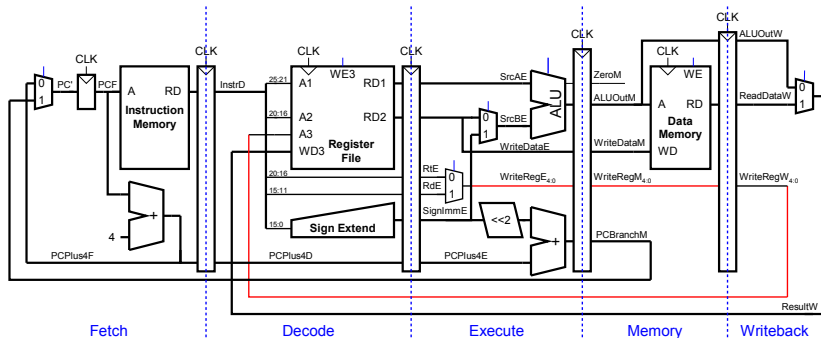 CLK
CLK
CLK
CLK
CLK
CLK
CLK
CLK
ALUOutW
0
1
PC'
PCF
A RD
Instruction
Memory
InstrD
25:21
20:16
20:16
15:11
15:0
A1
A2
A3
WD3
WE3
RD1
RD2
Register
File
Sign Extend
SrcAE
0
1
SrcBE
ALU
ZeroM
ALUOutM
WriteDataE
WriteDataM
A RD
Data
Memory
WD
WE
ReadDataW
0
1
RtE
RdE
0
1
WriteRegE4:0
WriteRegM4:0
WriteRegW4:0
SignImmE
<<2
+
+
4
PCPlus4F
PCPlus4D
PCPlus4E
PCBranchM
ResultW
Fetch
Decode
Execute
Memory
Writeback